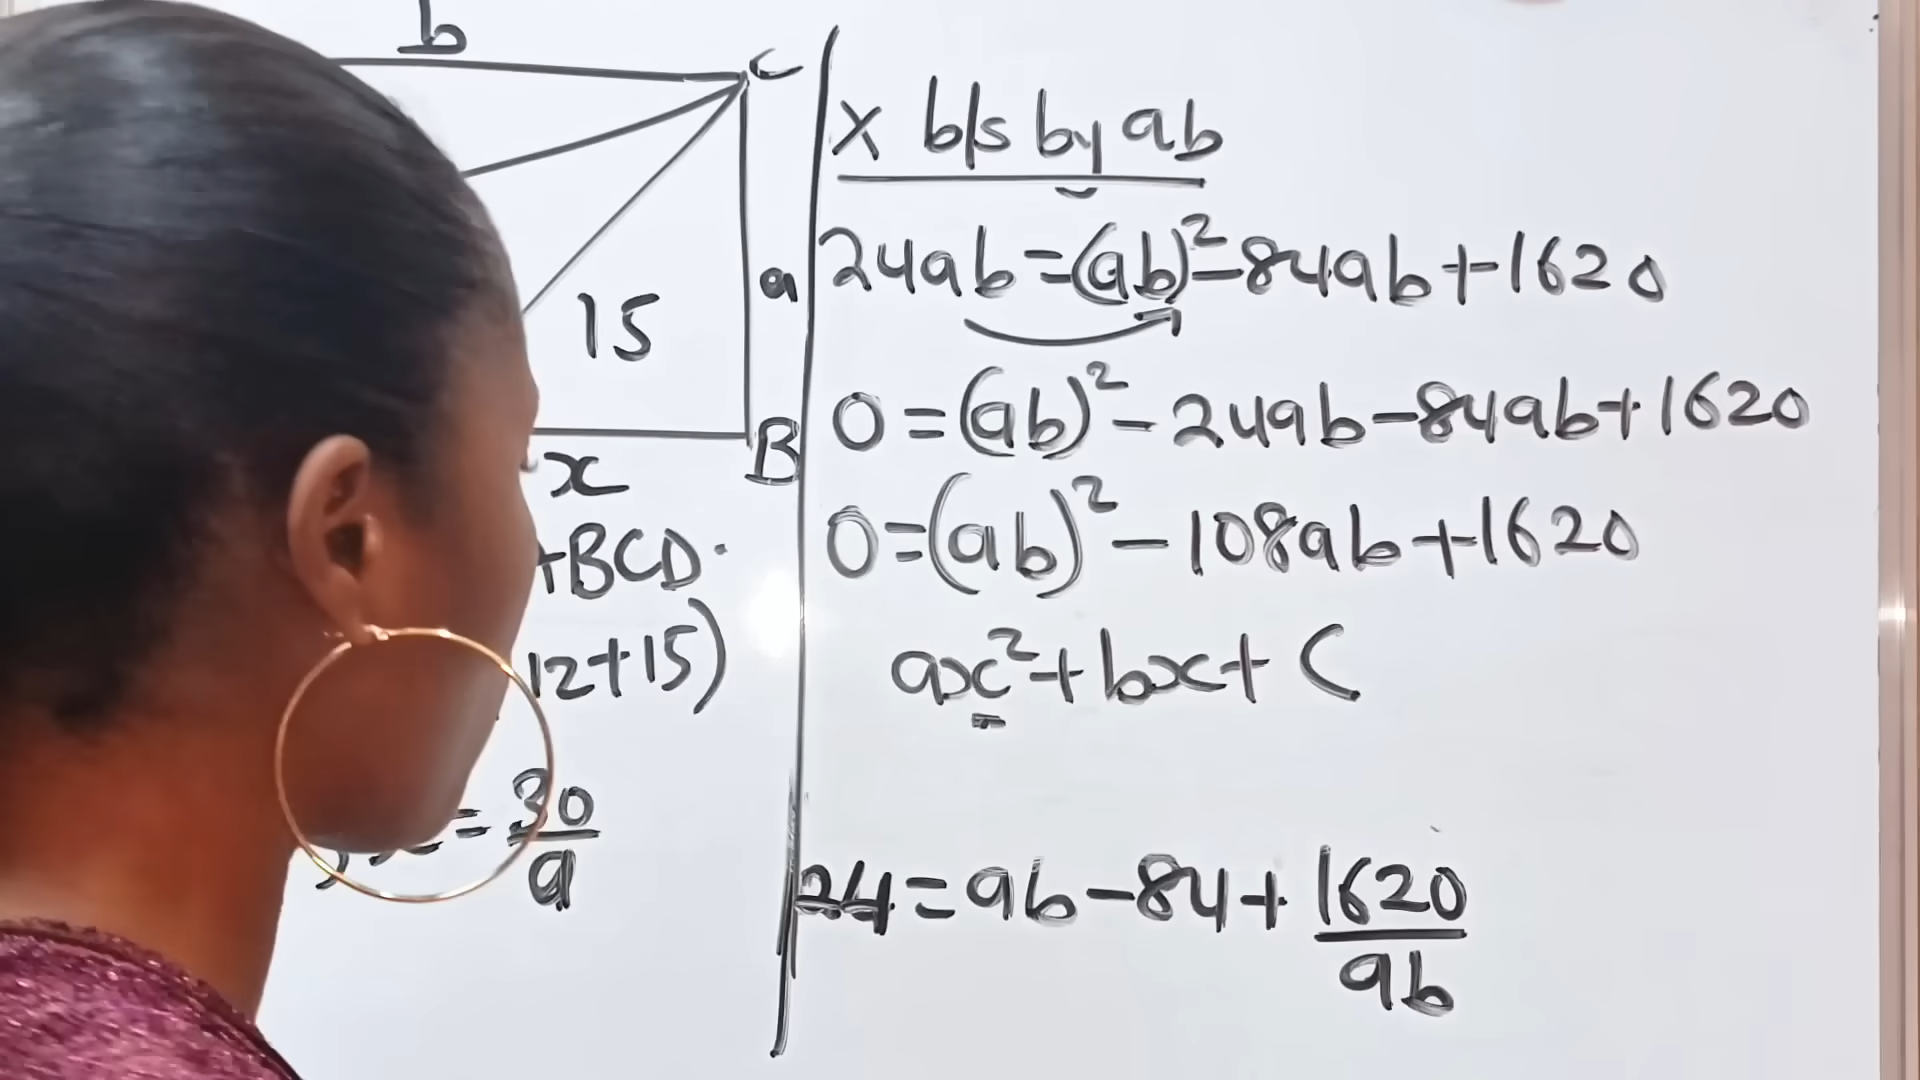 b
C
15
a
B
x
+BCD.
12+15)
= 30/a
x b/s by ab
24ab=(ab)²-84ab+1620
0=(ab)²-24ab-84ab+1620
0=(ab)²-108ab+1620
ax²+bx+C
24=ab-84+1620/ab